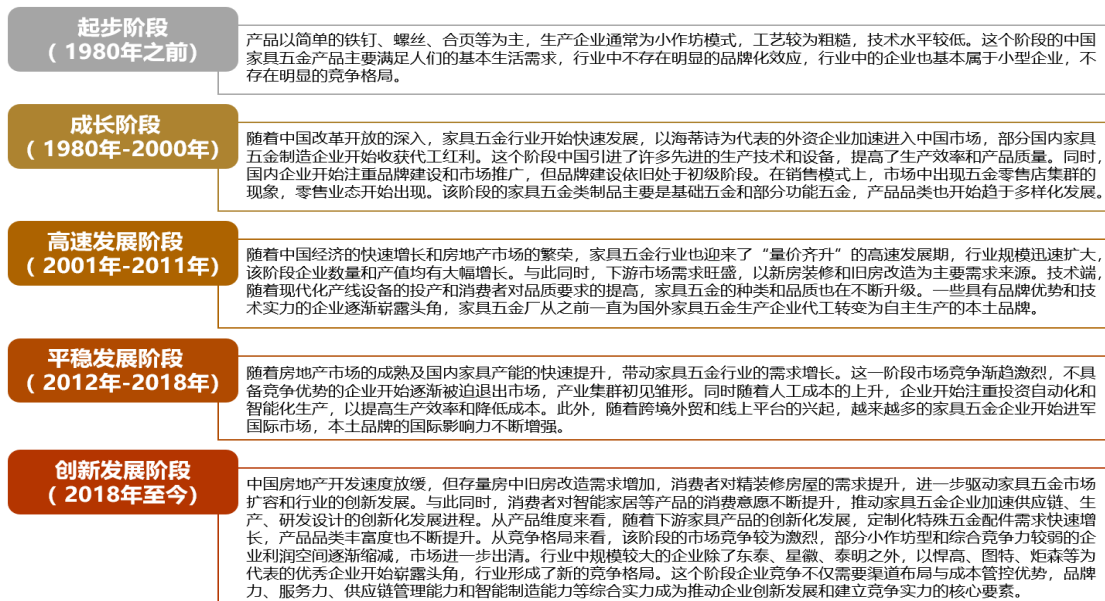 起步阶段
（1980年之前）
产品以简单的铁钉、螺丝、合页等为主，生产企业通常为小作坊模式，工艺较为粗糙，技术水平较低。这个阶段的中国
家具五金产品主要满足人们的基本生活需求，行业中不存在明显的品牌化效应，行业中的企业也基本属于小型企业，不
存在明显的竞争格局。
成长阶段
（1980年-2000年）
随着中国改革开放的深入，家具五金行业开始快速发展，以海蒂诗为代表的外资企业加速进入中国市场，部分国内家具
五金制造企业开始收获代工红利。这个阶段中国引进了许多先进的生产技术和设备，提高了生产效率和产品质量。同时，
国内企业开始注重品牌建设和市场推广，但品牌建设依旧处于初级阶段。在销售模式上，市场中出现五金零售店集群的
现象，零售业态开始出现。该阶段的家具五金类制品主要是基础五金和部分功能五金，产品品类也开始趋于多样化发展。
高速发展阶段
（2001年-2011年）
随着中国经济的快速增长和房地产市场的繁荣，家具五金行业也迎来了“量价齐升”的高速发展期，行业规模迅速扩大，
该阶段企业数量和产值均有大幅增长。与此同时，下游市场需求旺盛，以新房装修和旧房改造为主要需求来源。技术端，
随着现代化产线设备的投产和消费者对品质要求的提高，家具五金的种类和品质也在不断升级。一些具有品牌优势和技
术实力的企业逐渐崭露头角，家具五金厂从之前一直为国外家具五金生产企业代工转变为自主生产的本土品牌。
平稳发展阶段
（2012年-2018年）
随着房地产市场的成熟及国内家具产能的快速提升，带动家具五金行业的需求增长。这一阶段市场竞争渐趋激烈，不具
备竞争优势的企业开始逐渐被迫退出市场，产业集群初见雏形。同时随着人工成本的上升，企业开始注重投资自动化和
智能化生产，以提高生产效率和降低成本。此外，随着跨境外贸和线上平台的兴起，越来越多的家具五金企业开始进军
国际市场，本土品牌的国际影响力不断增强。
创新发展阶段
（2018年至今）
中国房地产开发速度放缓，但存量房中旧房改造需求增加，消费者对精装修房屋的需求提升，进一步驱动家具五金市场
扩容和行业的创新发展。与此同时，消费者对智能家居等产品的消费意愿不断提升，推动家具五金企业加速供应链、生
产、研发设计的创新化发展进程。从产品维度来看，随着下游家具产品的创新化发展，定制化特殊五金配件需求快速增
长，产品品类丰富度也不断提升。从竞争格局来看，该阶段的市场竞争较为激烈，部分小作坊型和综合竞争力较弱的企
业利润空间逐渐缩减，市场进一步出清。行业中规模较大的企业除了东泰、星徽、泰明之外，以悍高、图特、炬森等为
代表的优秀企业开始崭露头角，行业形成了新的竞争格局。这个阶段企业竞争不仅需要渠道布局与成本管控优势，品牌
力、服务力、供应链管理能力和智能制造能力等综合实力成为推动企业创新发展和建立竞争实力的核心要素。